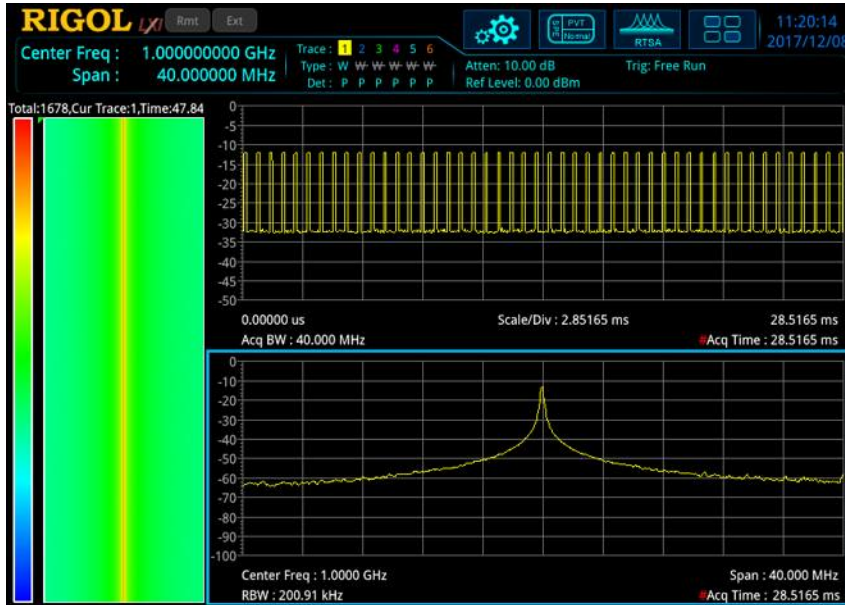 RIGOL LXI Rmt Ext
SPE PVT Normal
RTSA
11:20:14
2017/12/08
Center Freq : 1.000000000 GHz
Span : 40.000000 MHz
Trace : 1 2 3 4 5 6
Type : W W W W W W
Det : P P P P P P
Atten: 10.00 dB
Ref Level: 0.00 dBm
Trig: Free Run
Total:1678,Cur Trace:1,Time:47.84
0
-5
-10
-15
-20
-25
-30
-35
-40
-45
-50
0.00000 us Scale/Div : 2.85165 ms 28.5165 ms
Acq BW : 40.000 MHz #Acq Time : 28.5165 ms
0
-10
-20
-30
-40
-50
-60
-70
-80
-90
-100
Center Freq : 1.0000 GHz Span : 40.000 MHz
RBW : 200.91 kHz #Acq Time : 28.5165 ms